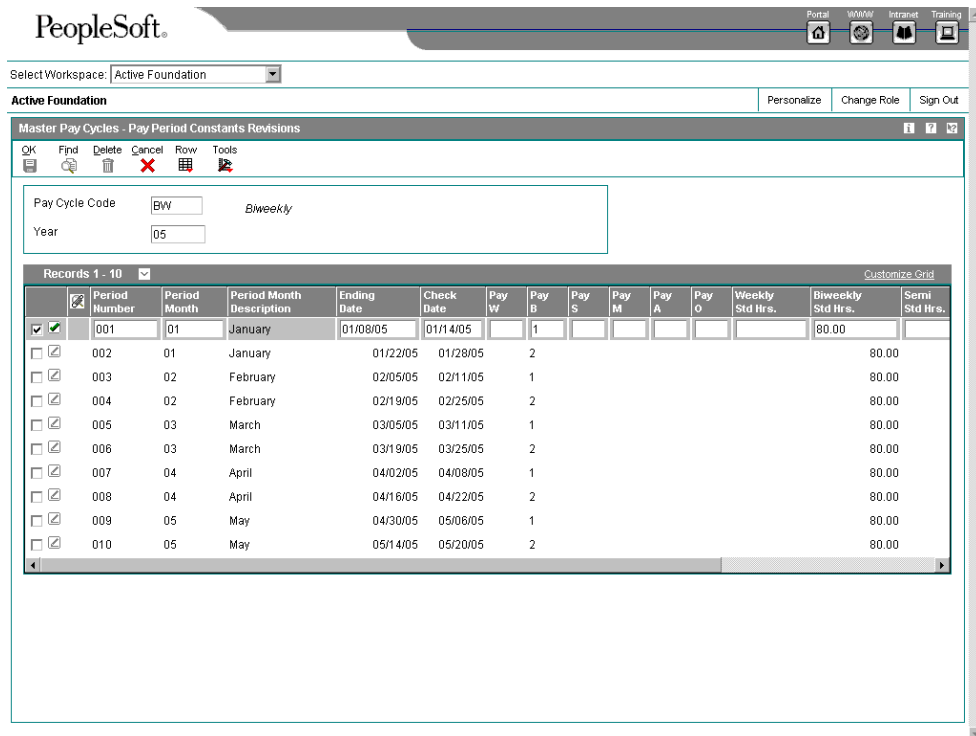 PeopleSoft.
Portal WWW Intranet Training
Select Workspace: Active Foundation
Active Foundation Personalize Change Role Sign Out
Master Pay Cycles - Pay Period Constants Revisions
OK Find Delete Cancel Row Tools
Pay Cycle Code BW Biweekly
Year 05
Records 1 - 10 Customize Grid
Period Number Period Month Period Month Description Ending Date Check Date Pay W Pay B Pay S Pay M Pay A Pay O Weekly Std Hrs. Biweekly Std Hrs. Semi Std Hrs.
001 01 January 01/08/05 01/14/05 1 80.00
002 01 January 01/22/05 01/28/05 2 80.00
003 02 February 02/05/05 02/11/05 1 80.00
004 02 February 02/19/05 02/25/05 2 80.00
005 03 March 03/05/05 03/11/05 1 80.00
006 03 March 03/19/05 03/25/05 2 80.00
007 04 April 04/02/05 04/08/05 1 80.00
008 04 April 04/16/05 04/22/05 2 80.00
009 05 May 04/30/05 05/06/05 1 80.00
010 05 May 05/14/05 05/20/05 2 80.00